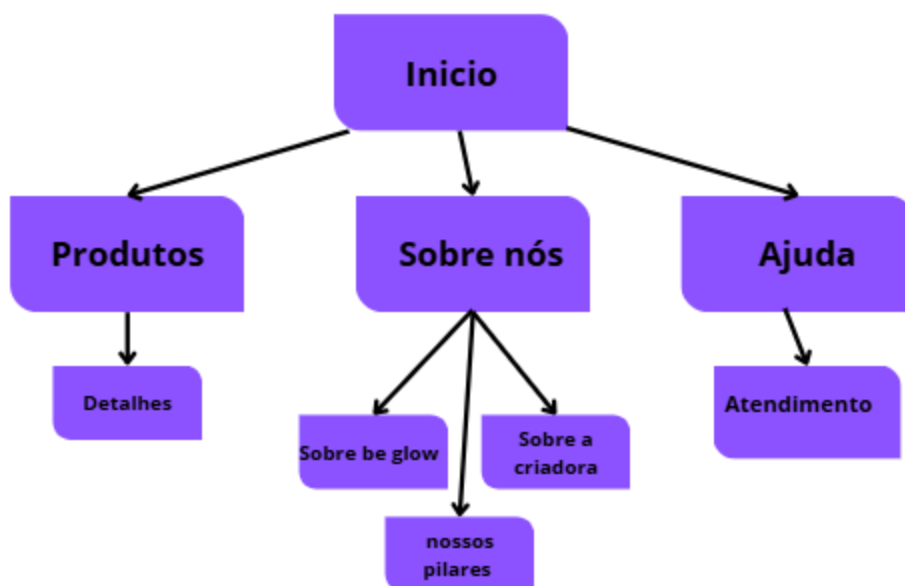 Inicio
Produtos
Sobre nós
Ajuda
Detalhes
Atendimento
Sobre be glow
Sobre a
criadora
nossos
pilares